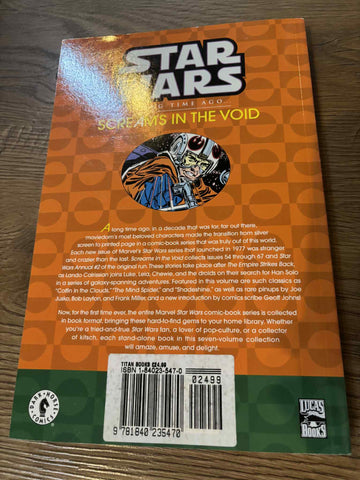 STAR
WARS
A LONG TIME AGO...
SCREAMS IN THE VOID
A long time ago. In a decade that was far, far out,
moviedom's most beloved characters made the transition from silver
screen to printed page in a comic-book series that was truly out of this world.
Each new issue of Marvel's Star Wars series that launched in 1977 was stranger
and crazier than the last. Screams in the Void collects issues 54 through 67 and Star
Wars Annual #2 of the original run. These stories take place after The Empire Strikes Back,
as Lando Calrissian joins Luke, Leia, Chewie, and the droids on their search for Han Solo
in a series of galaxy-spanning adventures. Featured in this volume are such classics as
"Coffin in the Clouds," "The Mind Spider," and "Shadeshine," as well as rare pinups by Joe
Jusko, Bob Layton, and Frank Miller, and a new introduction by comics scribe Geoff Johns!
Now, for the first time ever, the entire Marvel Star Wars comic-book series is collected
in book format, bringing these hard-to-find gems to your home library. Whether
you're a tried-and-true Star Wars fan, a lover of pop-culture, or a collector
of kitsch, each stand-alone book in this seven-volume collection
will amaze, amuse, and delight.
TITAN BOOKS £24.99
ISBN 1-84023-547-0
02499
9 781840 235470
DARK HORSE
COMICS
LUCAS
BOOKS